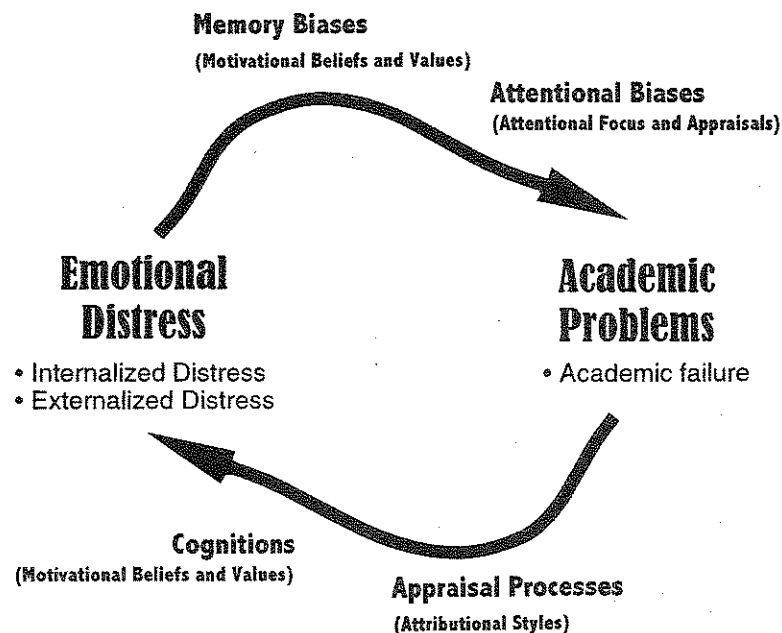 Memory Biases
(Motivational Beliefs and Values)
Attentional Biases
(Attentional Focus and Appraisals)
Emotional
Distress
• Internalized Distress
• Externalized Distress
Academic
Problems
• Academic failure
Cognitions
(Motivational Beliefs and Values)
Appraisal Processes
(Attributional Styles)